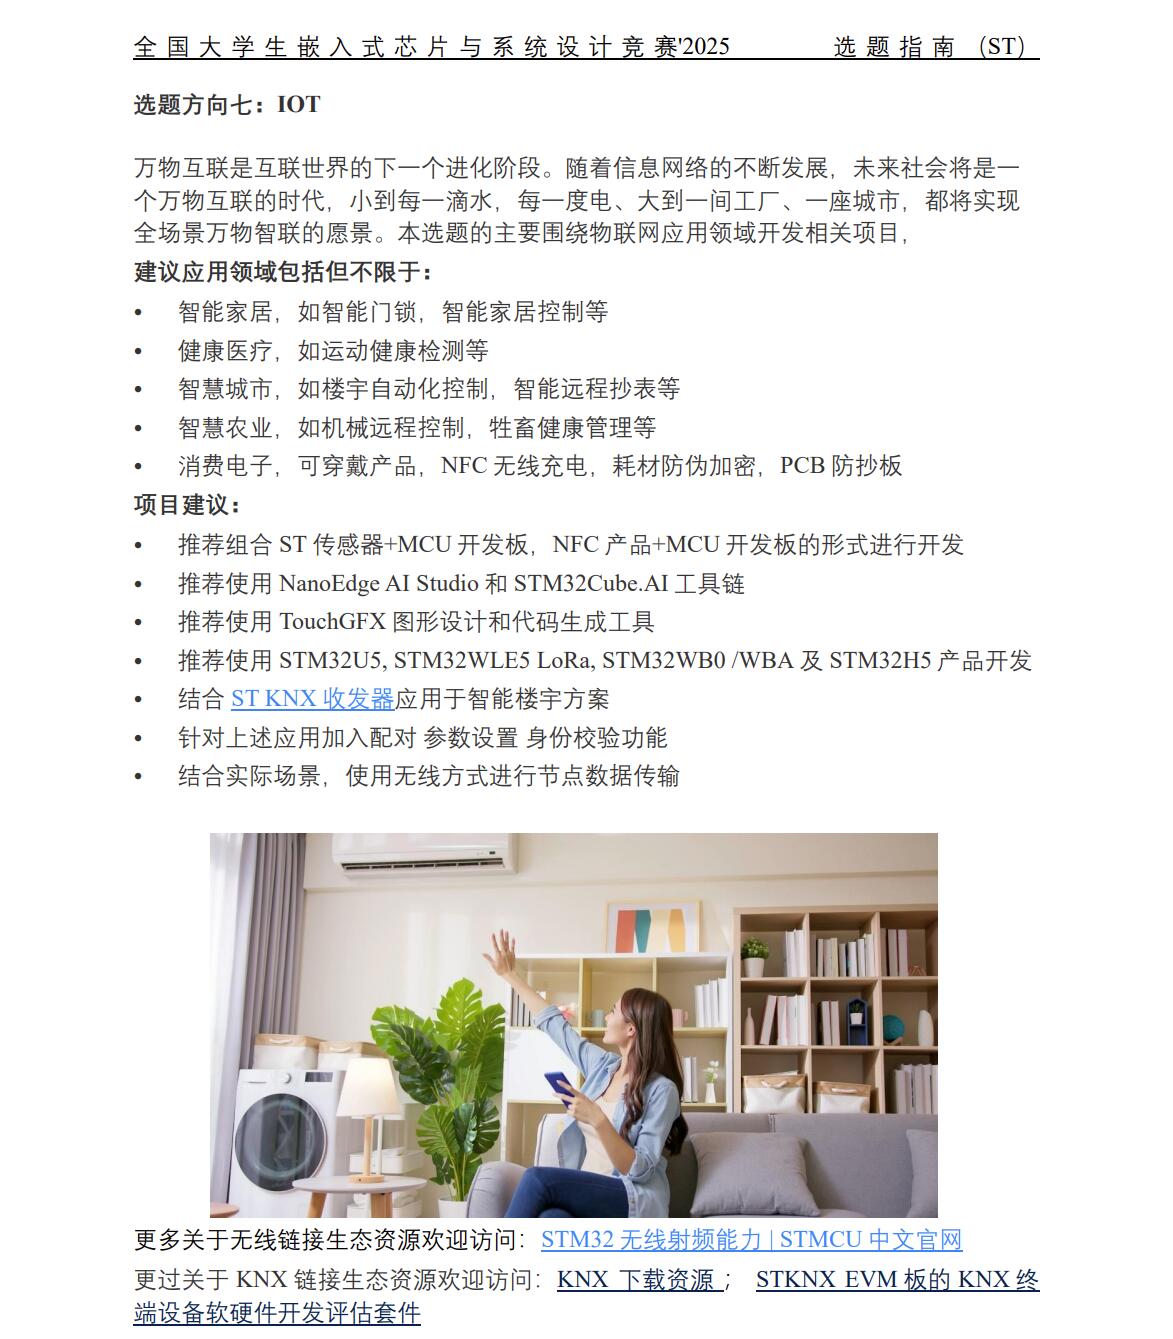 全国大学生嵌入式芯片与系统设计竞赛'2025 选题指南（ST）
选题方向七：IOT
万物互联是互联世界的下一个进化阶段。随着信息网络的不断发展，未来社会将是一
个万物互联的时代，小到每一滴水，每一度电、大到一间工厂、一座城市，都将实现
全场景万物智联的愿景。本选题的主要围绕物联网应用领域开发相关项目，
建议应用领域包括但不限于：
• 智能家居，如智能门锁，智能家居控制等
• 健康医疗，如运动健康检测等
• 智慧城市，如楼宇自动化控制，智能远程抄表等
• 智慧农业，如机械远程控制，牲畜健康管理等
• 消费电子，可穿戴产品，NFC 无线充电，耗材防伪加密，PCB 防抄板
项目建议：
• 推荐组合 ST 传感器+MCU 开发板，NFC 产品+MCU 开发板的形式进行开发
• 推荐使用 NanoEdge AI Studio 和 STM32Cube.AI 工具链
• 推荐使用 TouchGFX 图形设计和代码生成工具
• 推荐使用 STM32U5, STM32WLE5 LoRa, STM32WB0 /WBA 及 STM32H5 产品开发
• 结合 ST KNX 收发器应用于智能楼宇方案
• 针对上述应用加入配对 参数设置 身份校验功能
• 结合实际场景，使用无线方式进行节点数据传输
更多关于无线链接生态资源欢迎访问：STM32 无线射频能力 | STMCU 中文官网
更过关于 KNX 链接生态资源欢迎访问：KNX 下载资源 ； STKNX EVM 板的 KNX 终
端设备软硬件开发评估套件